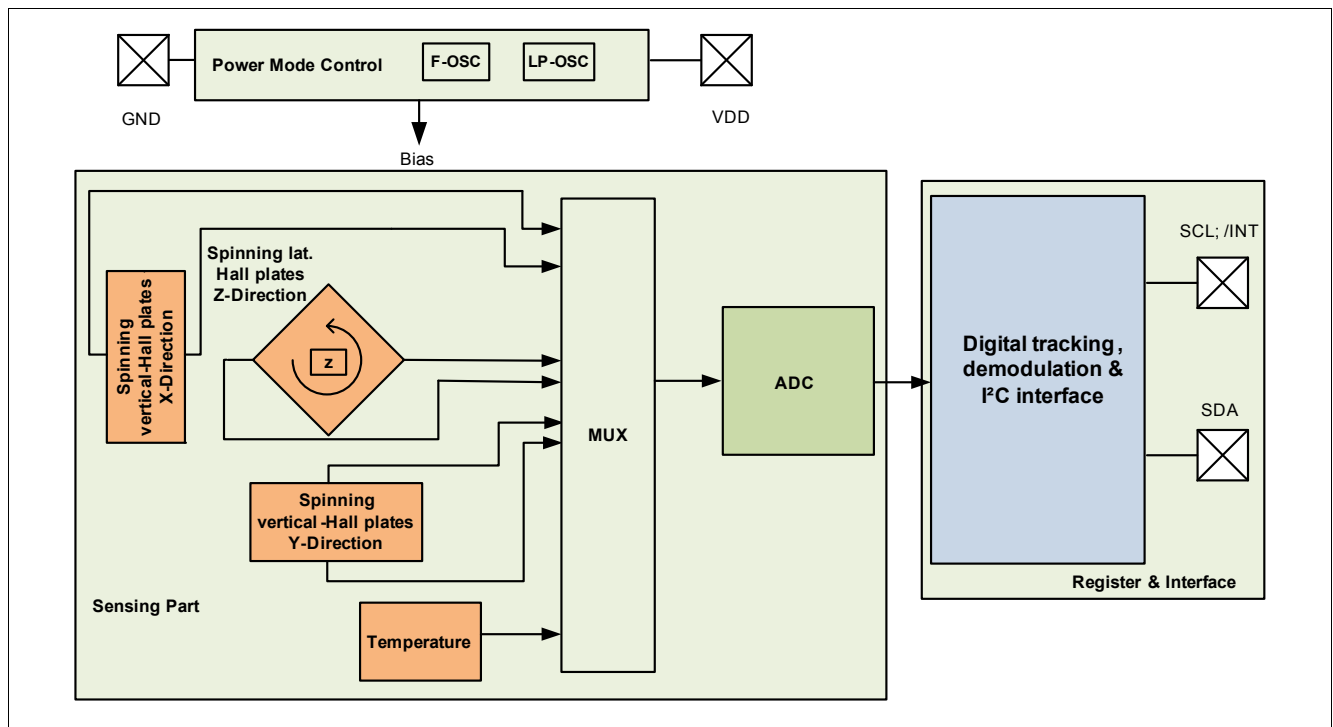 Power Mode Control
F-OSC
LP-OSC
GND
VDD
Bias
Spinning
vertical-Hall plates
X-Direction
Spinning lat.
Hall plates
Z-Direction
z
Spinning
vertical-Hall plates
Y-Direction
Temperature
Sensing Part
MUX
ADC
Digital tracking,
demodulation &
I²C interface
SCL; /INT
SDA
Register & Interface